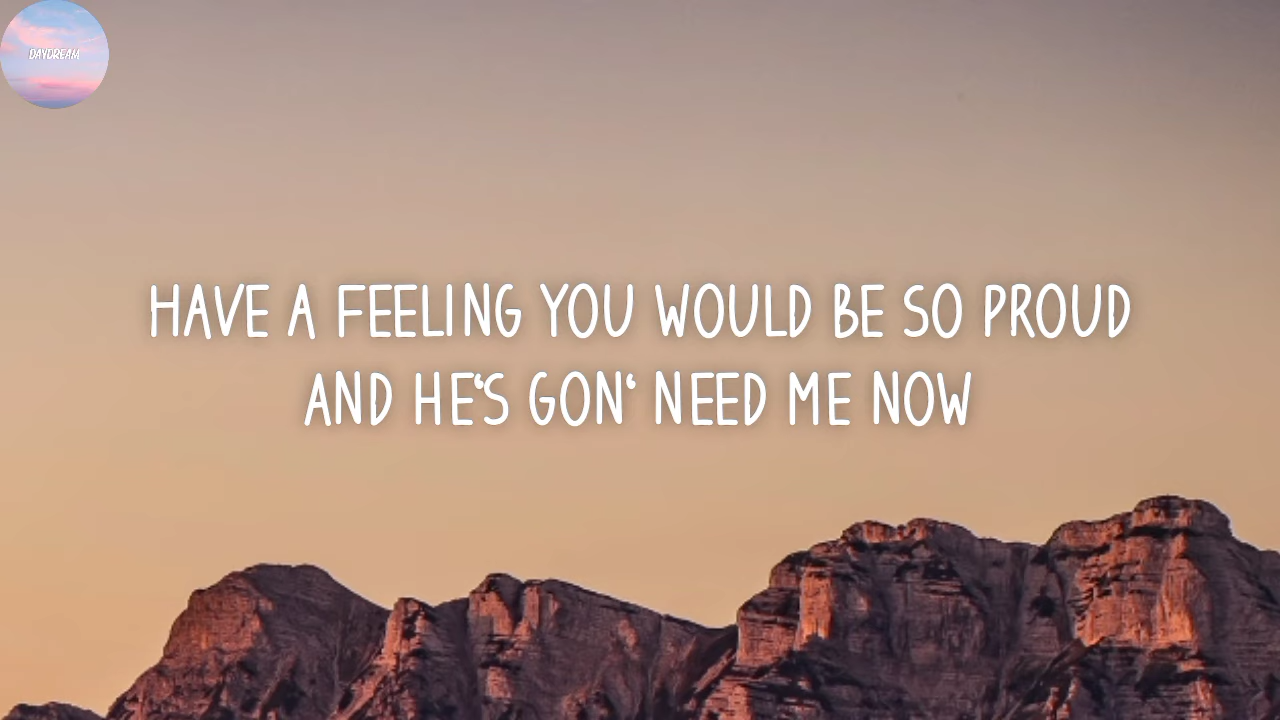 DAYDREAM
HAVE A FEELING YOU WOULD BE SO PROUD
AND HE'S GON' NEED ME NOW